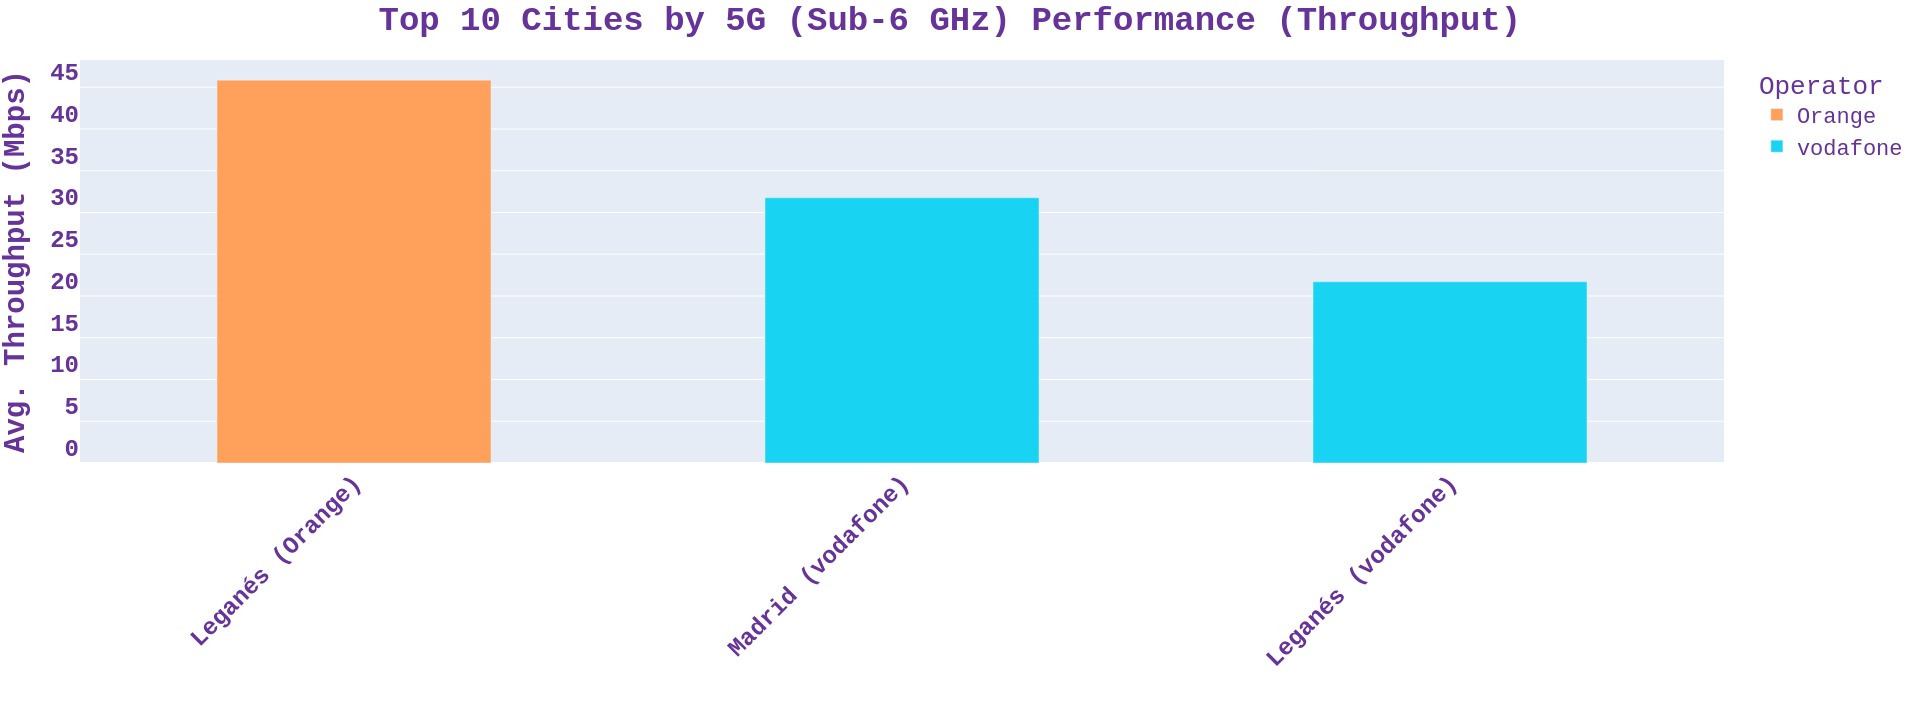 Top 10 Cities by 5G (Sub-6 GHz) Performance (Throughput)
Avg. Throughput (Mbps)
45
40
35
30
25
20
15
10
5
0
Leganés (Orange)
Madrid (vodafone)
Leganés (vodafone)
Operator
Orange
vodafone